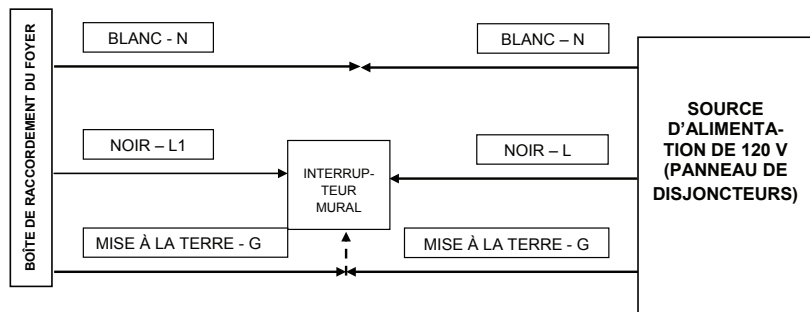 BOÎTE DE RACCORDEMENT DU FOYER
BLANC - N
BLANC – N
NOIR – L1
INTERRUP-
TEUR
MURAL
NOIR – L
MISE À LA TERRE - G
MISE À LA TERRE - G
SOURCE
D'ALIMENTA-
TION DE 120 V
(PANNEAU DE
DISJONCTEURS)